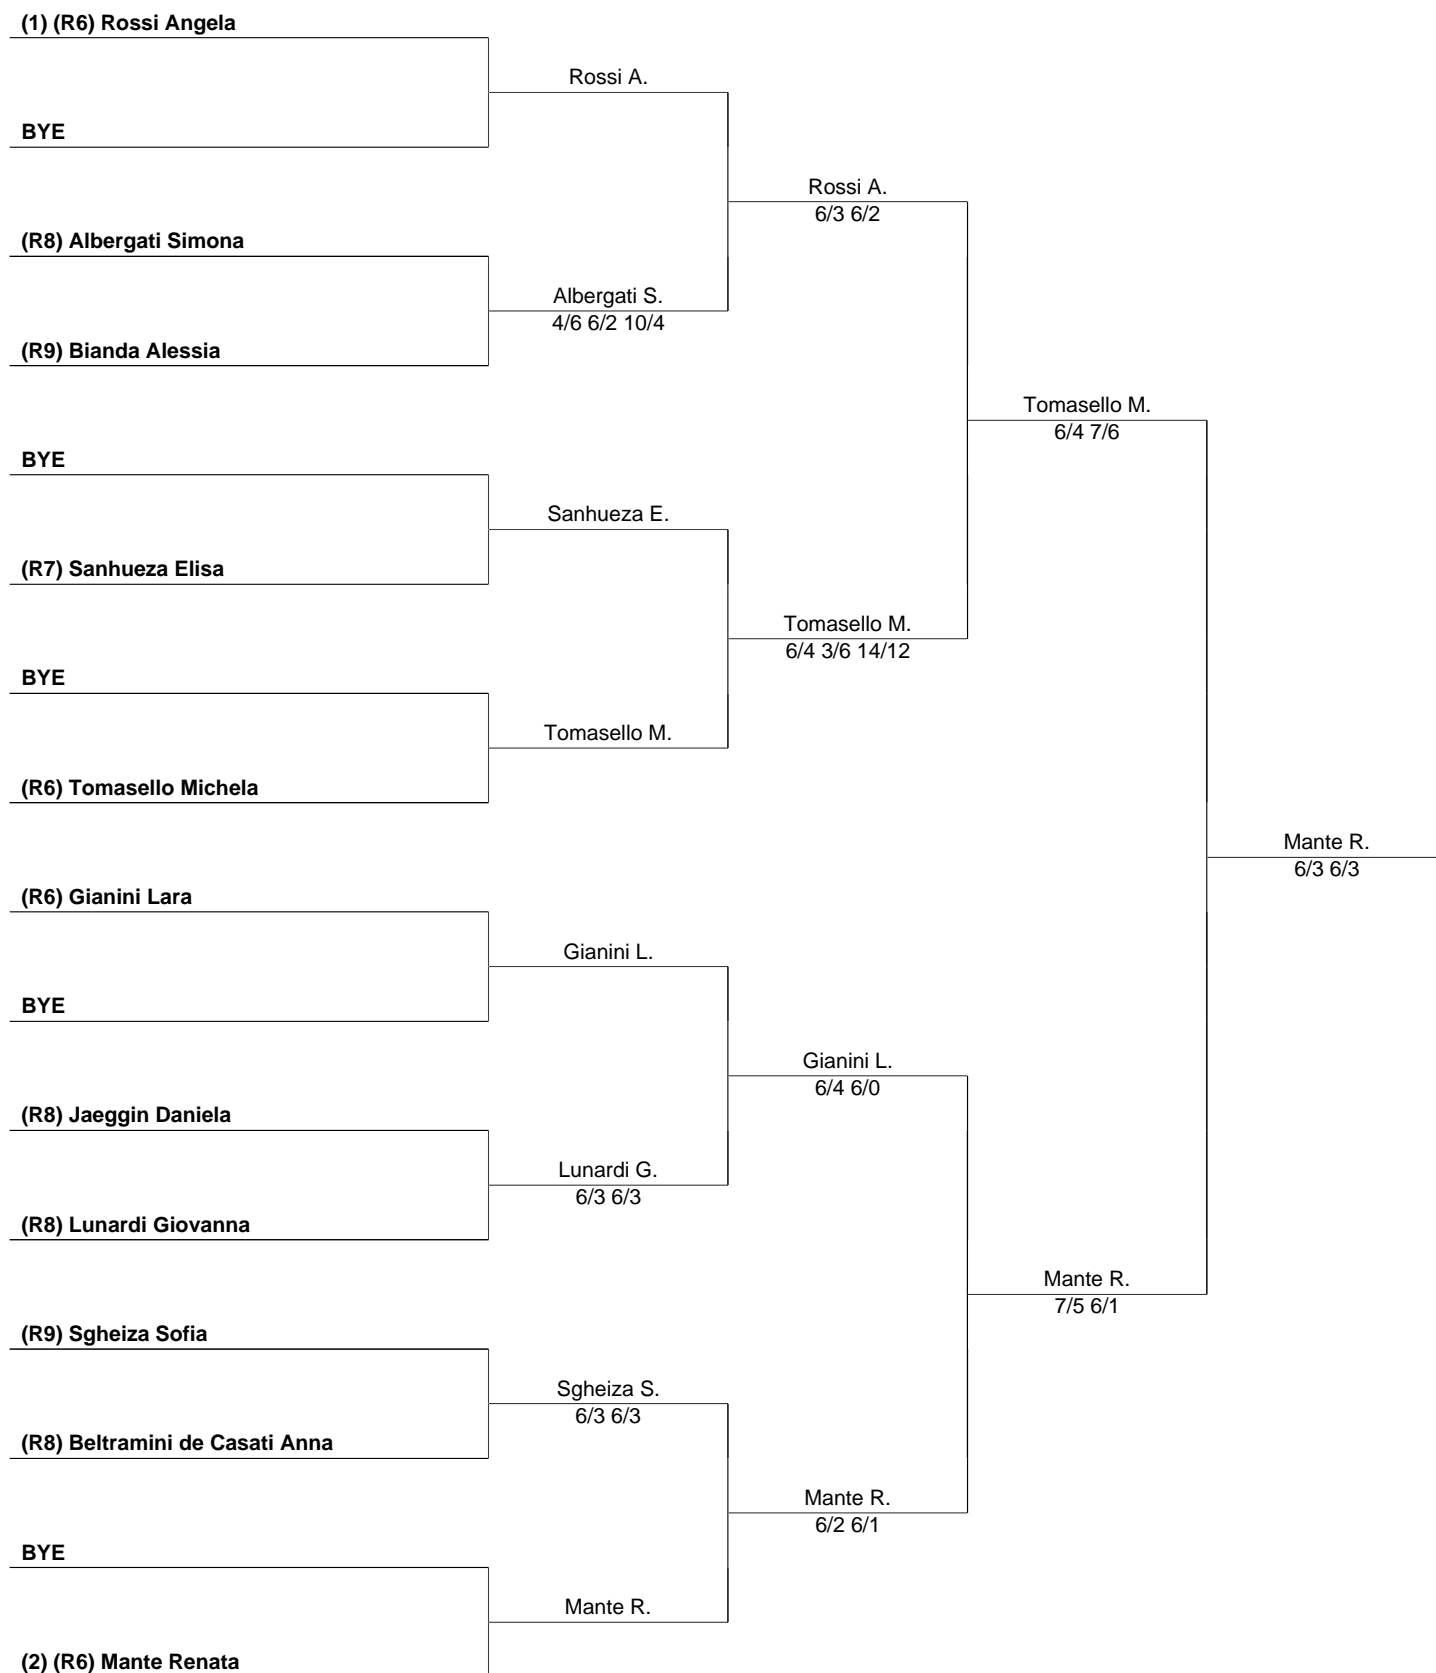 (1) (R6) Rossi Angela
Rossi A.
BYE
Rossi A.
6/3 6/2
(R8) Albergati Simona
Albergati S.
4/6 6/2 10/4
(R9) Bianda Alessia
Tomasello M.
6/4 7/6
BYE
Sanhueza E.
(R7) Sanhueza Elisa
Tomasello M.
6/4 3/6 14/12
BYE
Tomasello M.
(R6) Tomasello Michela
Mante R.
6/3 6/3
(R6) Gianini Lara
Gianini L.
BYE
Gianini L.
6/4 6/0
(R8) Jaeggin Daniela
Lunardi G.
6/3 6/3
(R8) Lunardi Giovanna
Mante R.
7/5 6/1
(R9) Sgheiza Sofia
Sgheiza S.
6/3 6/3
(R8) Beltramini de Casati Anna
Mante R.
6/2 6/1
BYE
Mante R.
(2) (R6) Mante Renata